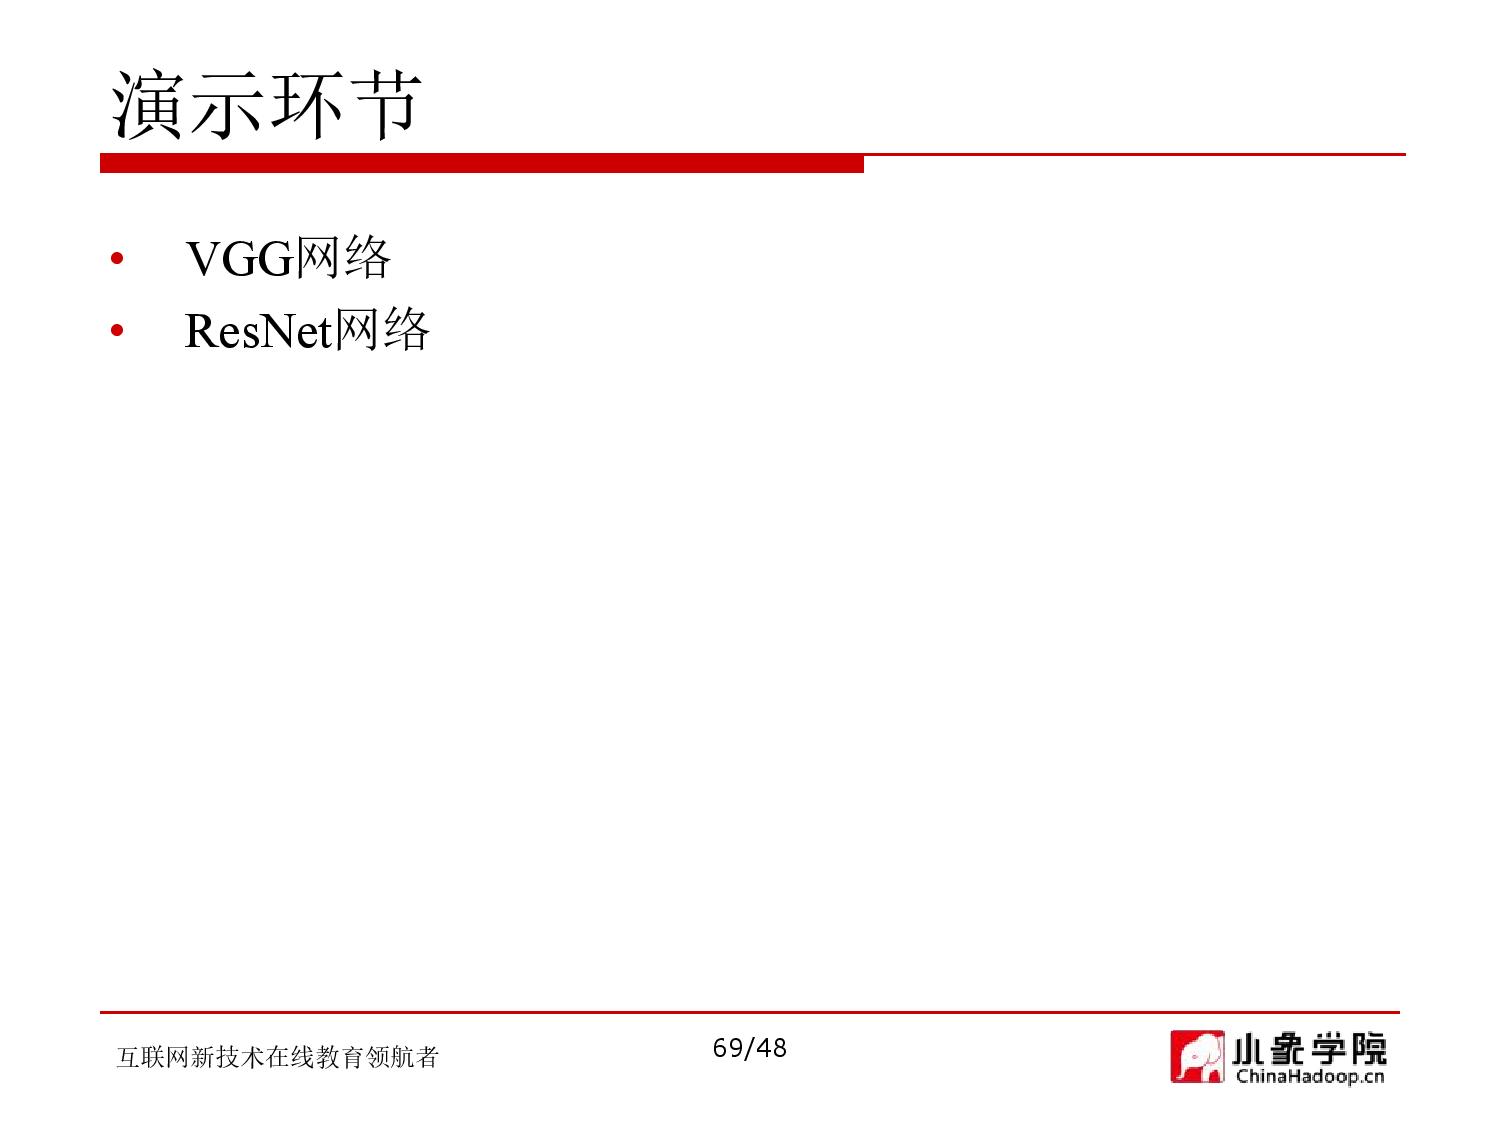 演示环节
• VGG网络
• ResNet网络
互联网新技术在线教育领航者
69/48
小象学院
ChinaHadoop.cn